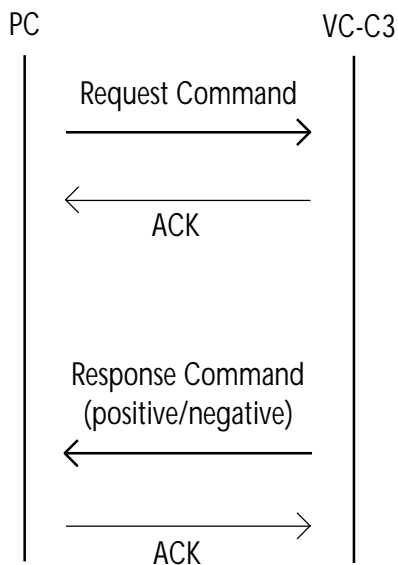 PC
VC-C3
Request Command
ACK
Response Command
(positive/negative)
ACK